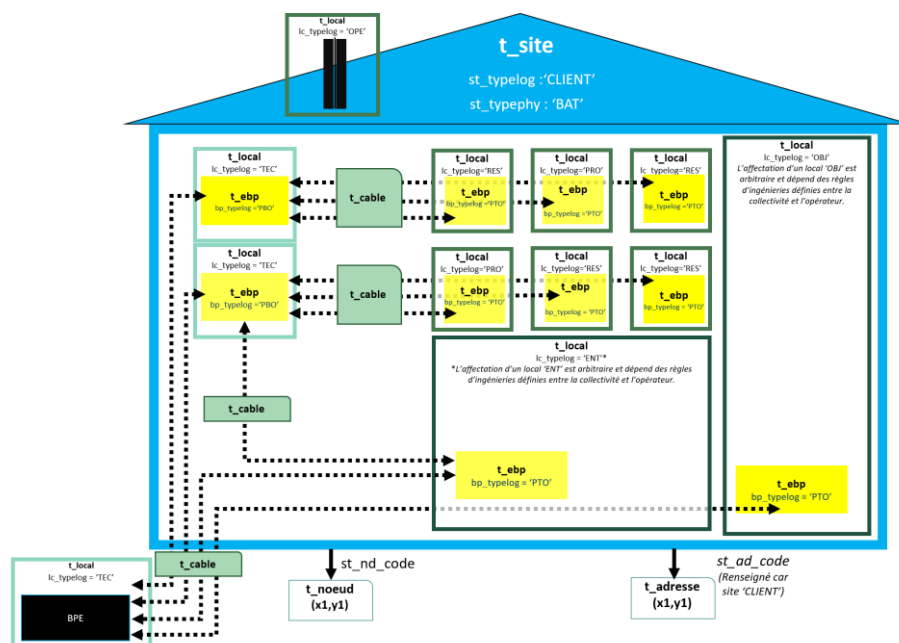 t_local
lc_typelog = ‘OPE’
t_site
st_typelog :‘CLIENT’
st_typephy : ‘BAT’
t_local
lc_typelog = ‘TEC’
t_ebp
bp_typelog =‘PBO’
t_cable
t_local
lc_typelog=‘RES’
t_ebp
bp_typelog =‘PTO’
t_local
lc_typelog=‘PRO’
t_ebp
bp_typelog =‘PTO’
t_local
lc_typelog=‘RES’
t_ebp
bp_typelog =‘PTO’
t_local
lc_typelog = ‘OBJ’
L’affectation d’un local ‘OBJ’ est
arbitraire et dépend des règles
d’ingénieries définies entre la
collectivité et l’opérateur.
t_local
lc_typelog = ‘TEC’
t_ebp
bp_typelog =‘PBO’
t_cable
t_local
lc_typelog=‘PRO’
t_ebp
bp_typelog =‘PTO’
t_local
lc_typelog=‘RES’
t_ebp
bp_typelog =‘PTO’
t_local
lc_typelog=‘RES’
t_ebp
bp_typelog =‘PTO’
t_local
lc_typelog = ‘ENT’*
*L’affectation d’un local ‘ENT’ est arbitraire et dépend des règles
d’ingénieries définies entre la collectivité et l’opérateur.
t_cable
t_ebp
bp_typelog = ‘PTO’
t_ebp
bp_typelog = ‘PTO’
t_cable
st_nd_code
t_noeud
(x1,y1)
st_ad_code
(Renseigné car
site ‘CLIENT’)
t_adresse
(x1,y1)
t_local
lc_typelog = ‘TEC’
BPE